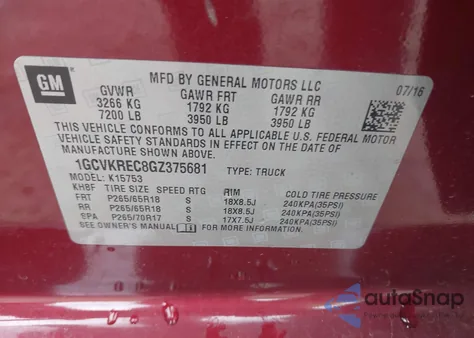 GM
MFD BY GENERAL MOTORS LLC
07/16
GVWR GAWR FRT GAWR RR
3266 KG 1792 KG 1792 KG
7200 LB 3950 LB 3950 LB
THIS VEHICLE CONFORMS TO ALL APPLICABLE U.S. FEDERAL MOTOR
VEHICLE SAFETY STANDARDS IN EFFECT ON THE DATE OF
MANUFACTURE SHOWN ABOVE.
1GCVKREC8GZ375681 TYPE: TRUCK
MODEL: K15753
KHBF TIRE SIZE SPEED RTG RIM COLD TIRE PRESSURE
FRT P265/65R18 S 18X8.5J 240KPA(35PSI)
RR P265/65R18 S 18X8.5J 240KPA(35PSI)
SPA P265/70R17 S 17X7.5J 240KPA(35PSI)
SEE OWNER'S MANUAL FOR ADDITIONAL INFORMATION.
autoSnap